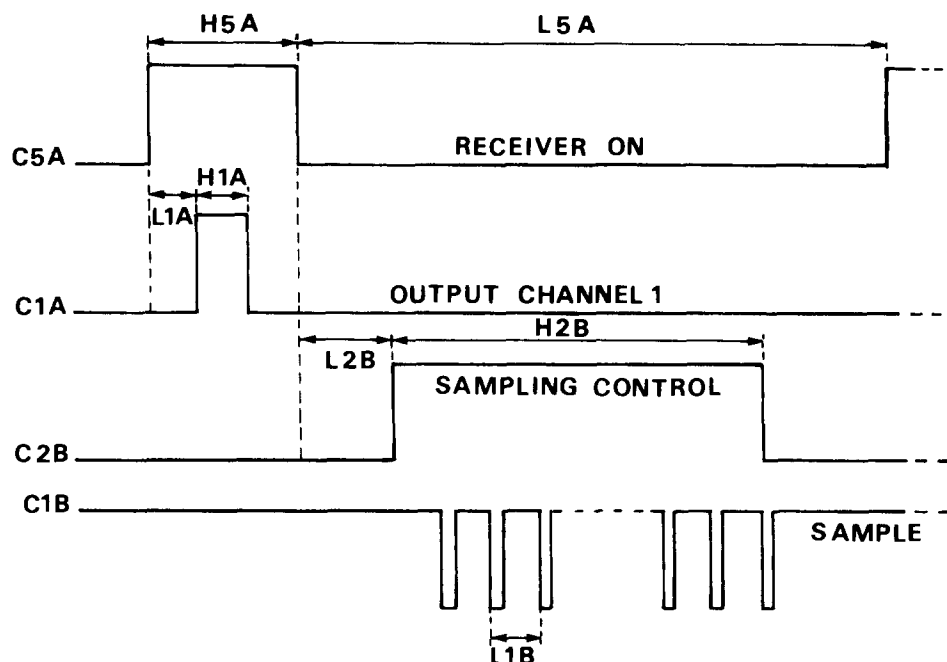 H5A
L5A
C5A
RECEIVER ON
H1A
L1A
C1A
OUTPUT CHANNEL 1
H2B
L2B
SAMPLING CONTROL
C2B
C1B
SAMPLE
L1B